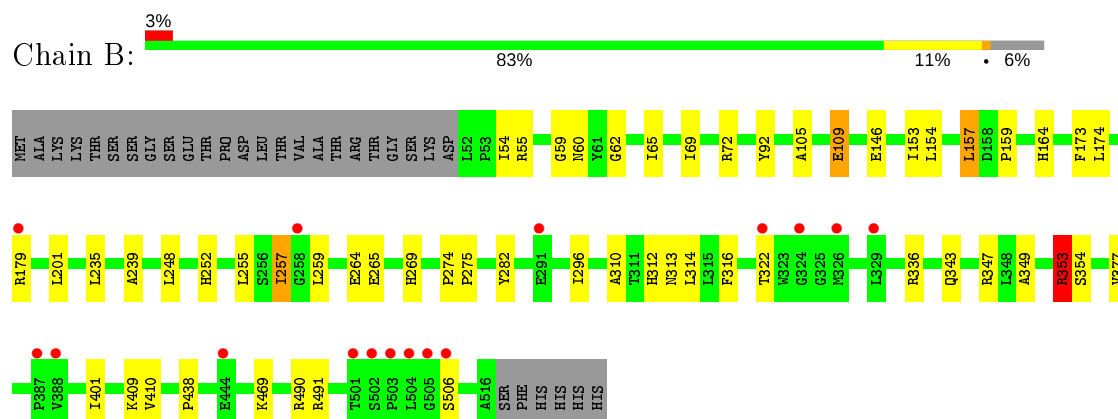 3%
Chain B:
83% 11% • 6%
MET ALA LYS LYS THR SER SER GLY SER GLU THR PRO ASP LEU THR VAL ALA THR ARG THR GLY SER LYS ASP L52 P53 I54 R55 G59 N60 Y61 G62 I65 I69 R72 Y92 A105 E109 E146 I153 L154 L157 D158 P159 H164 F173 L174
R179 L201 L235 A239 L248 H252 L255 S256 I257 G258 L259 E264 E265 H269 P274 P275 Y282 E291 I296 A310 T311 H312 N313 L314 L315 F316 T322 W323 G324 G325 M326 L329 R336 Q343 R347 L348 A349 R353 S354 V377
P387 V388 I401 K409 V410 P438 E444 K469 R490 R491 T501 S502 P503 L504 G505 S506 A516 SER PHE HIS HIS HIS HIS